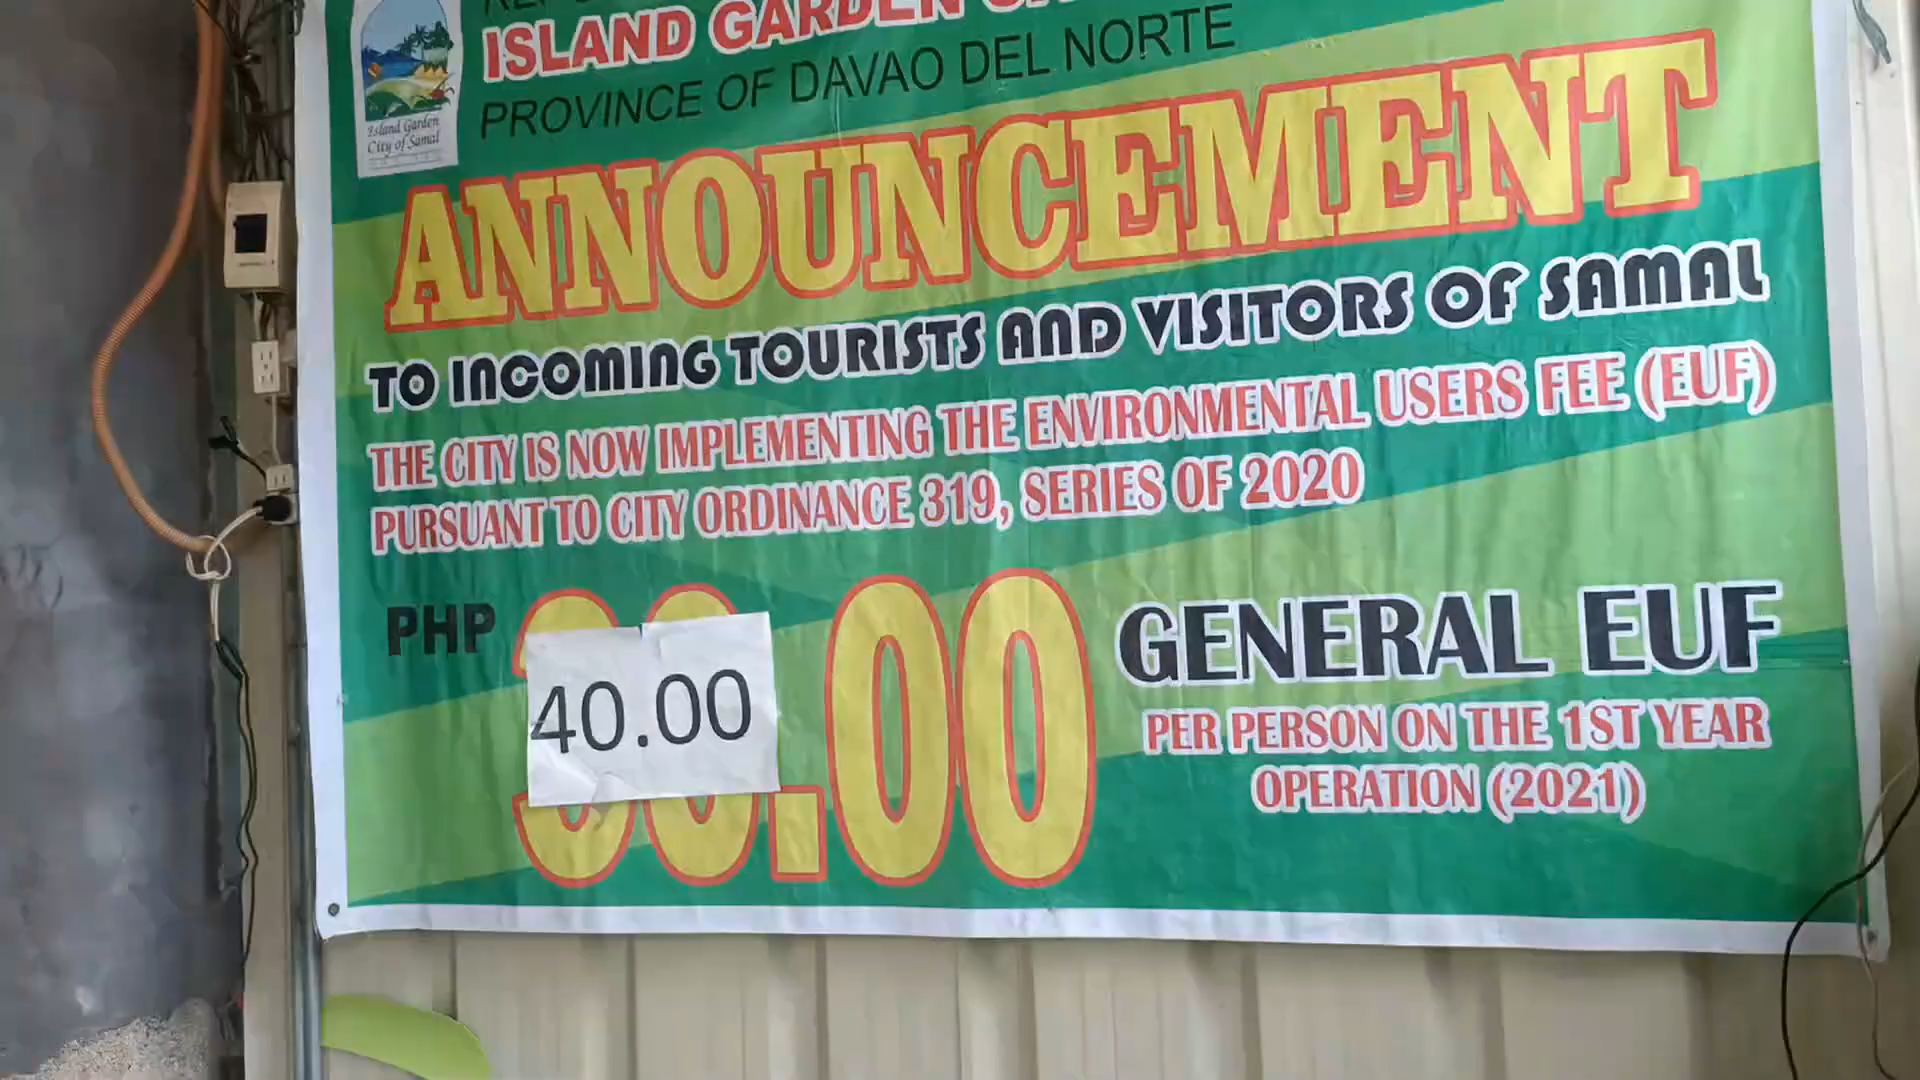 ISLAND GARDEN
PROVINCE OF DAVAO DEL NORTE
Island Garden
City of Samal
ANNOUNCEMENT
TO INCOMING TOURISTS AND VISITORS OF SAMAL
THE CITY IS NOW IMPLEMENTING THE ENVIRONMENTAL USERS FEE (EUF)
PURSUANT TO CITY ORDINANCE 319, SERIES OF 2020
PHP
40.00
.00
GENERAL EUF
PER PERSON ON THE 1ST YEAR
OPERATION (2021)